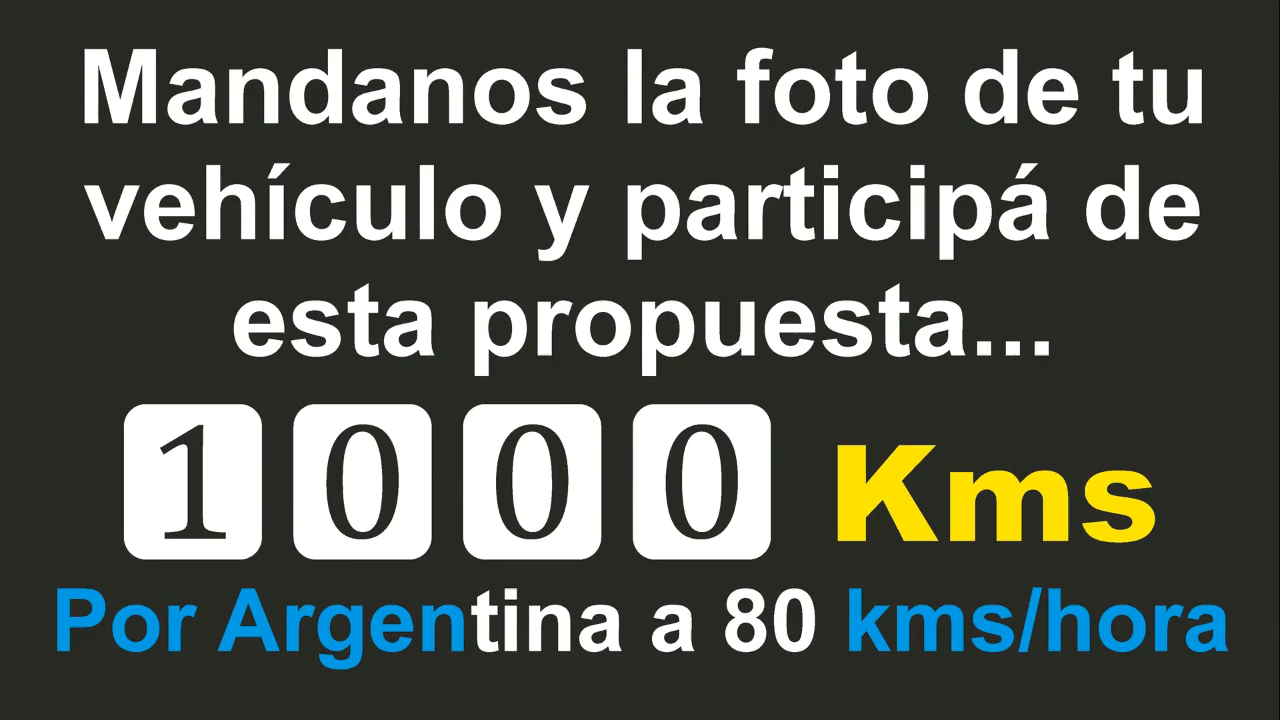 Mandanos la foto de tu
vehículo y participá de
esta propuesta...
1000 Kms
Por Argentina a 80 kms/hora